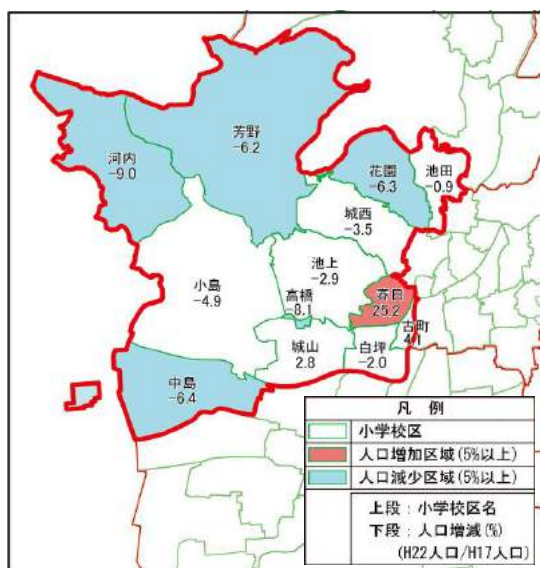 芳野
-6.2
河内
-9.0
花園
-6.3
池田
-0.9
城西
-3.5
池上
-2.9
小島
-4.9
高橋
-8.1
春日
25.2
古町
4.1
城山
2.8
白坪
-2.0
中島
-6.4
凡 例
小学校区
人口増加区域(5%以上)
人口減少区域(5%以上)
上段：小学校区名
下段：人口増減(%)
(H22人口/H17人口)